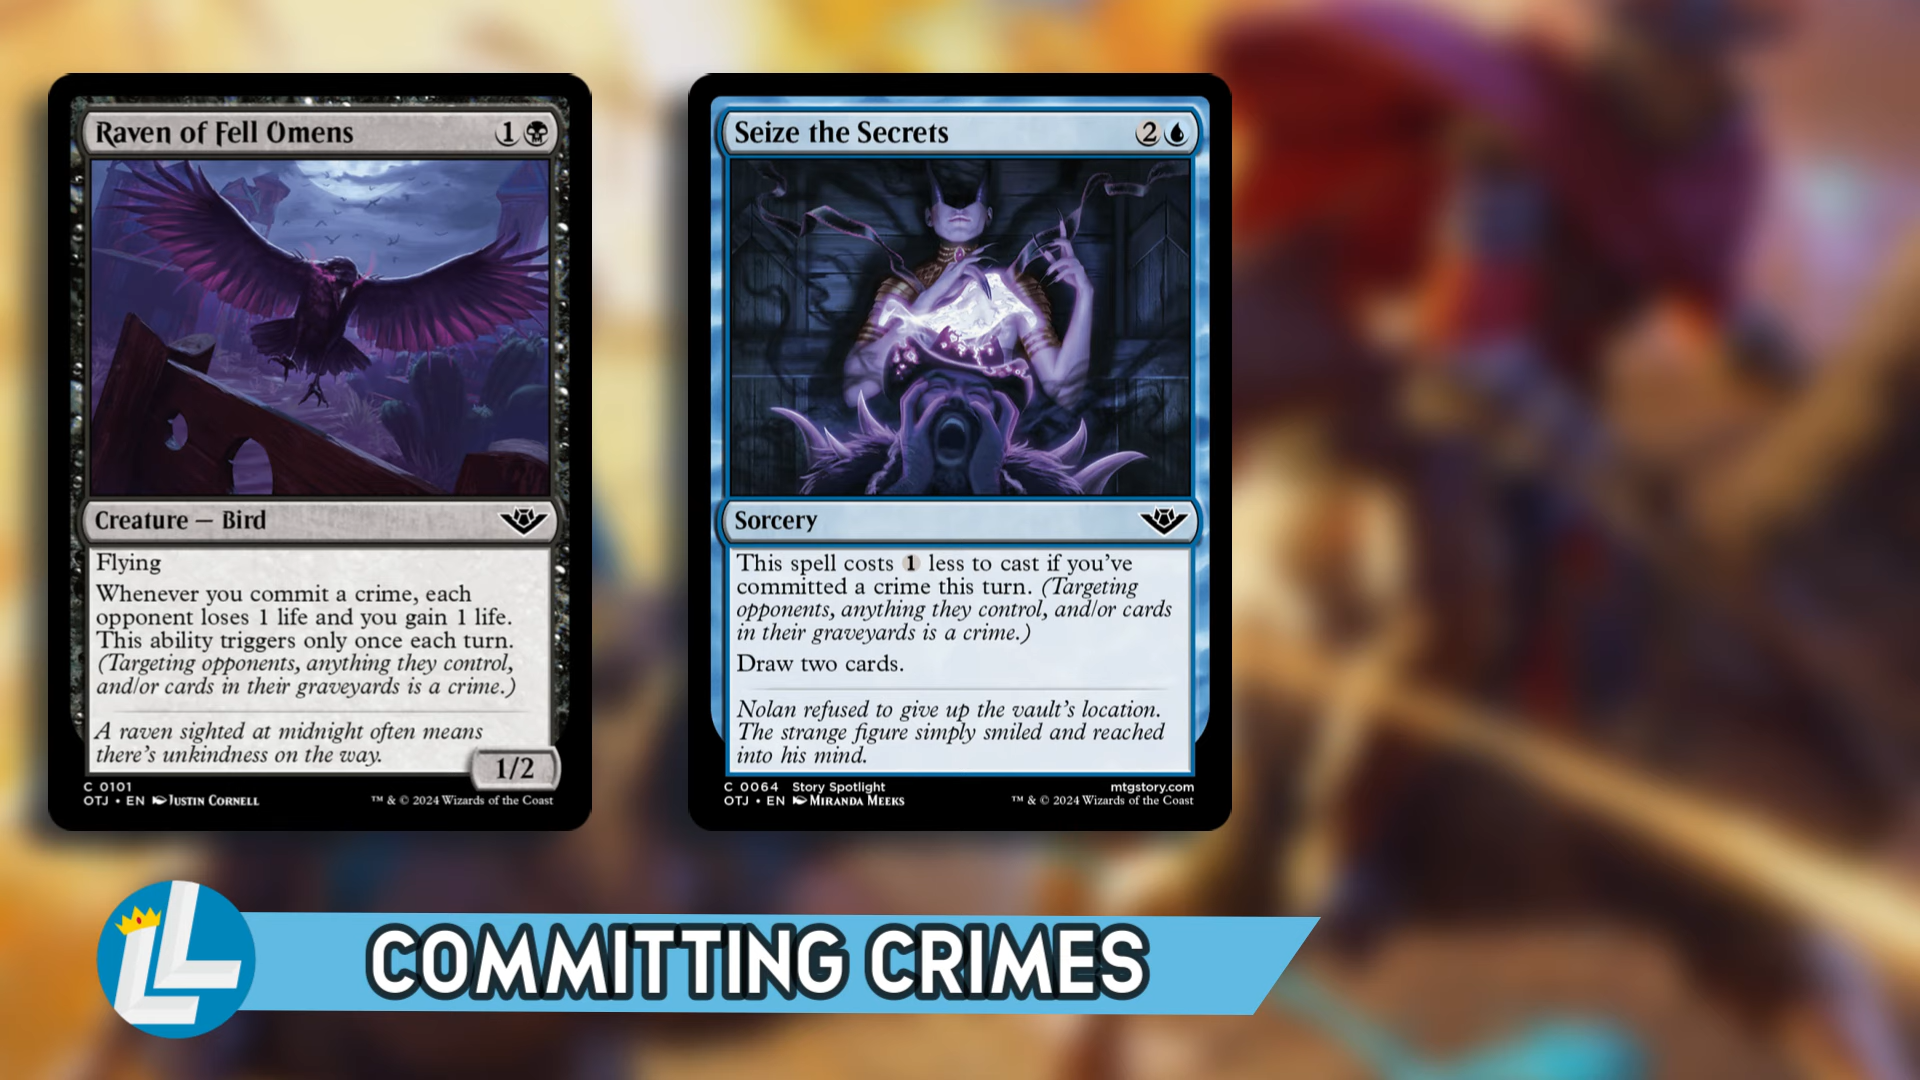 Raven of Fell Omens 1
Creature — Bird
Flying
Whenever you commit a crime, each
opponent loses 1 life and you gain 1 life.
This ability triggers only once each turn.
(Targeting opponents, anything they control,
and/or cards in their graveyards is a crime.)
A raven sighted at midnight often means
there's unkindness on the way.
1/2
C 0101
OTJ • EN Justin Cornell ™ & © 2024 Wizards of the Coast
Seize the Secrets 2
Sorcery
This spell costs 1 less to cast if you've
committed a crime this turn. (Targeting
opponents, anything they control, and/or cards
in their graveyards is a crime.)
Draw two cards.
Nolan refused to give up the vault's location.
The strange figure simply smiled and reached
into his mind.
C 0064 Story Spotlight mtgstory.com
OTJ • EN Miranda Meeks ™ & © 2024 Wizards of the Coast
LL COMMITTING CRIMES